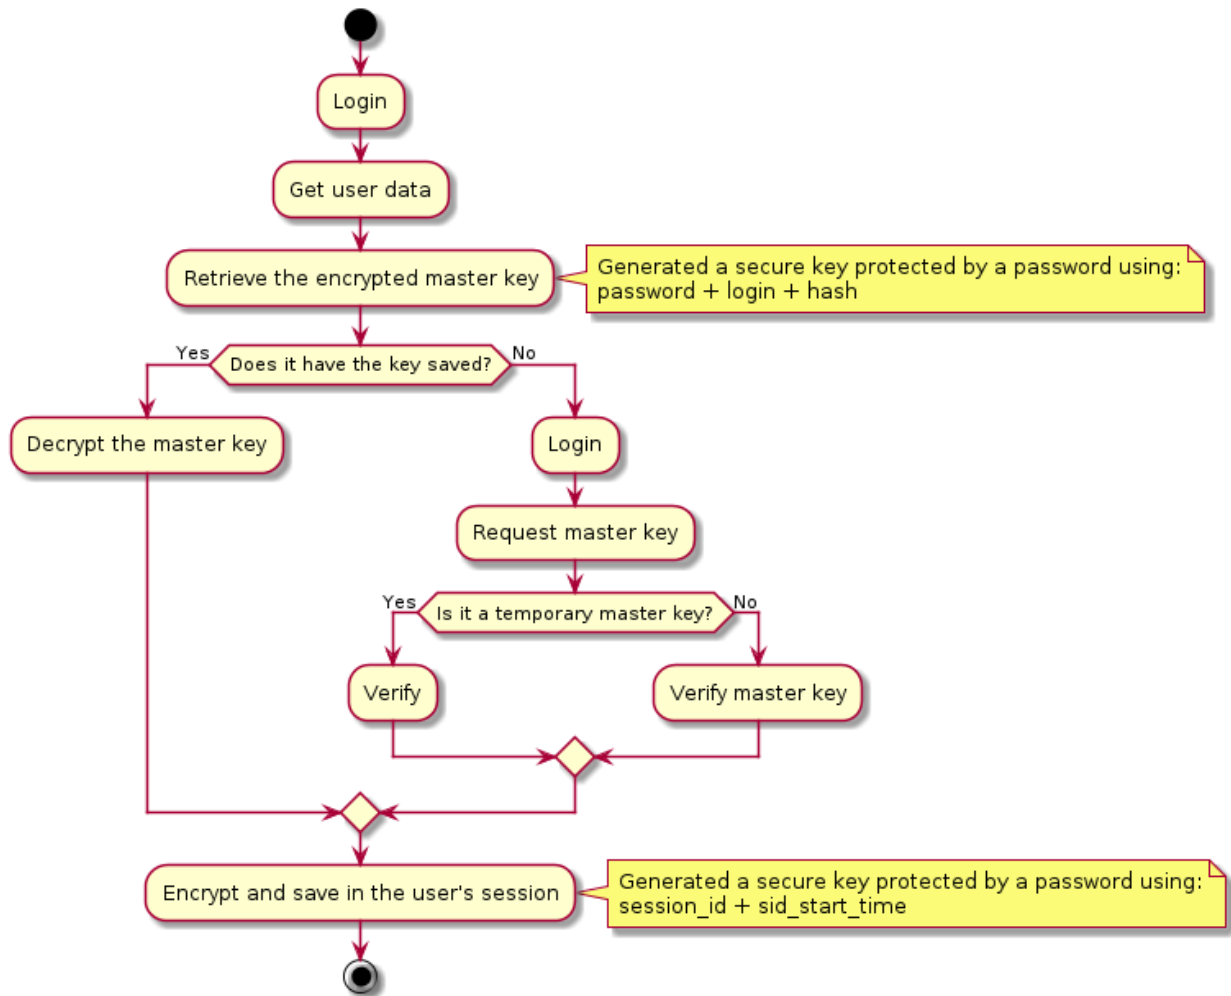 Login
Get user data
Retrieve the encrypted master key
Generated a secure key protected by a password using:
password + login + hash
Yes
Does it have the key saved?
No
Decrypt the master key
Login
Request master key
Yes
Is it a temporary master key?
No
Verify
Verify master key
Encrypt and save in the user's session
Generated a secure key protected by a password using:
session_id + sid_start_time